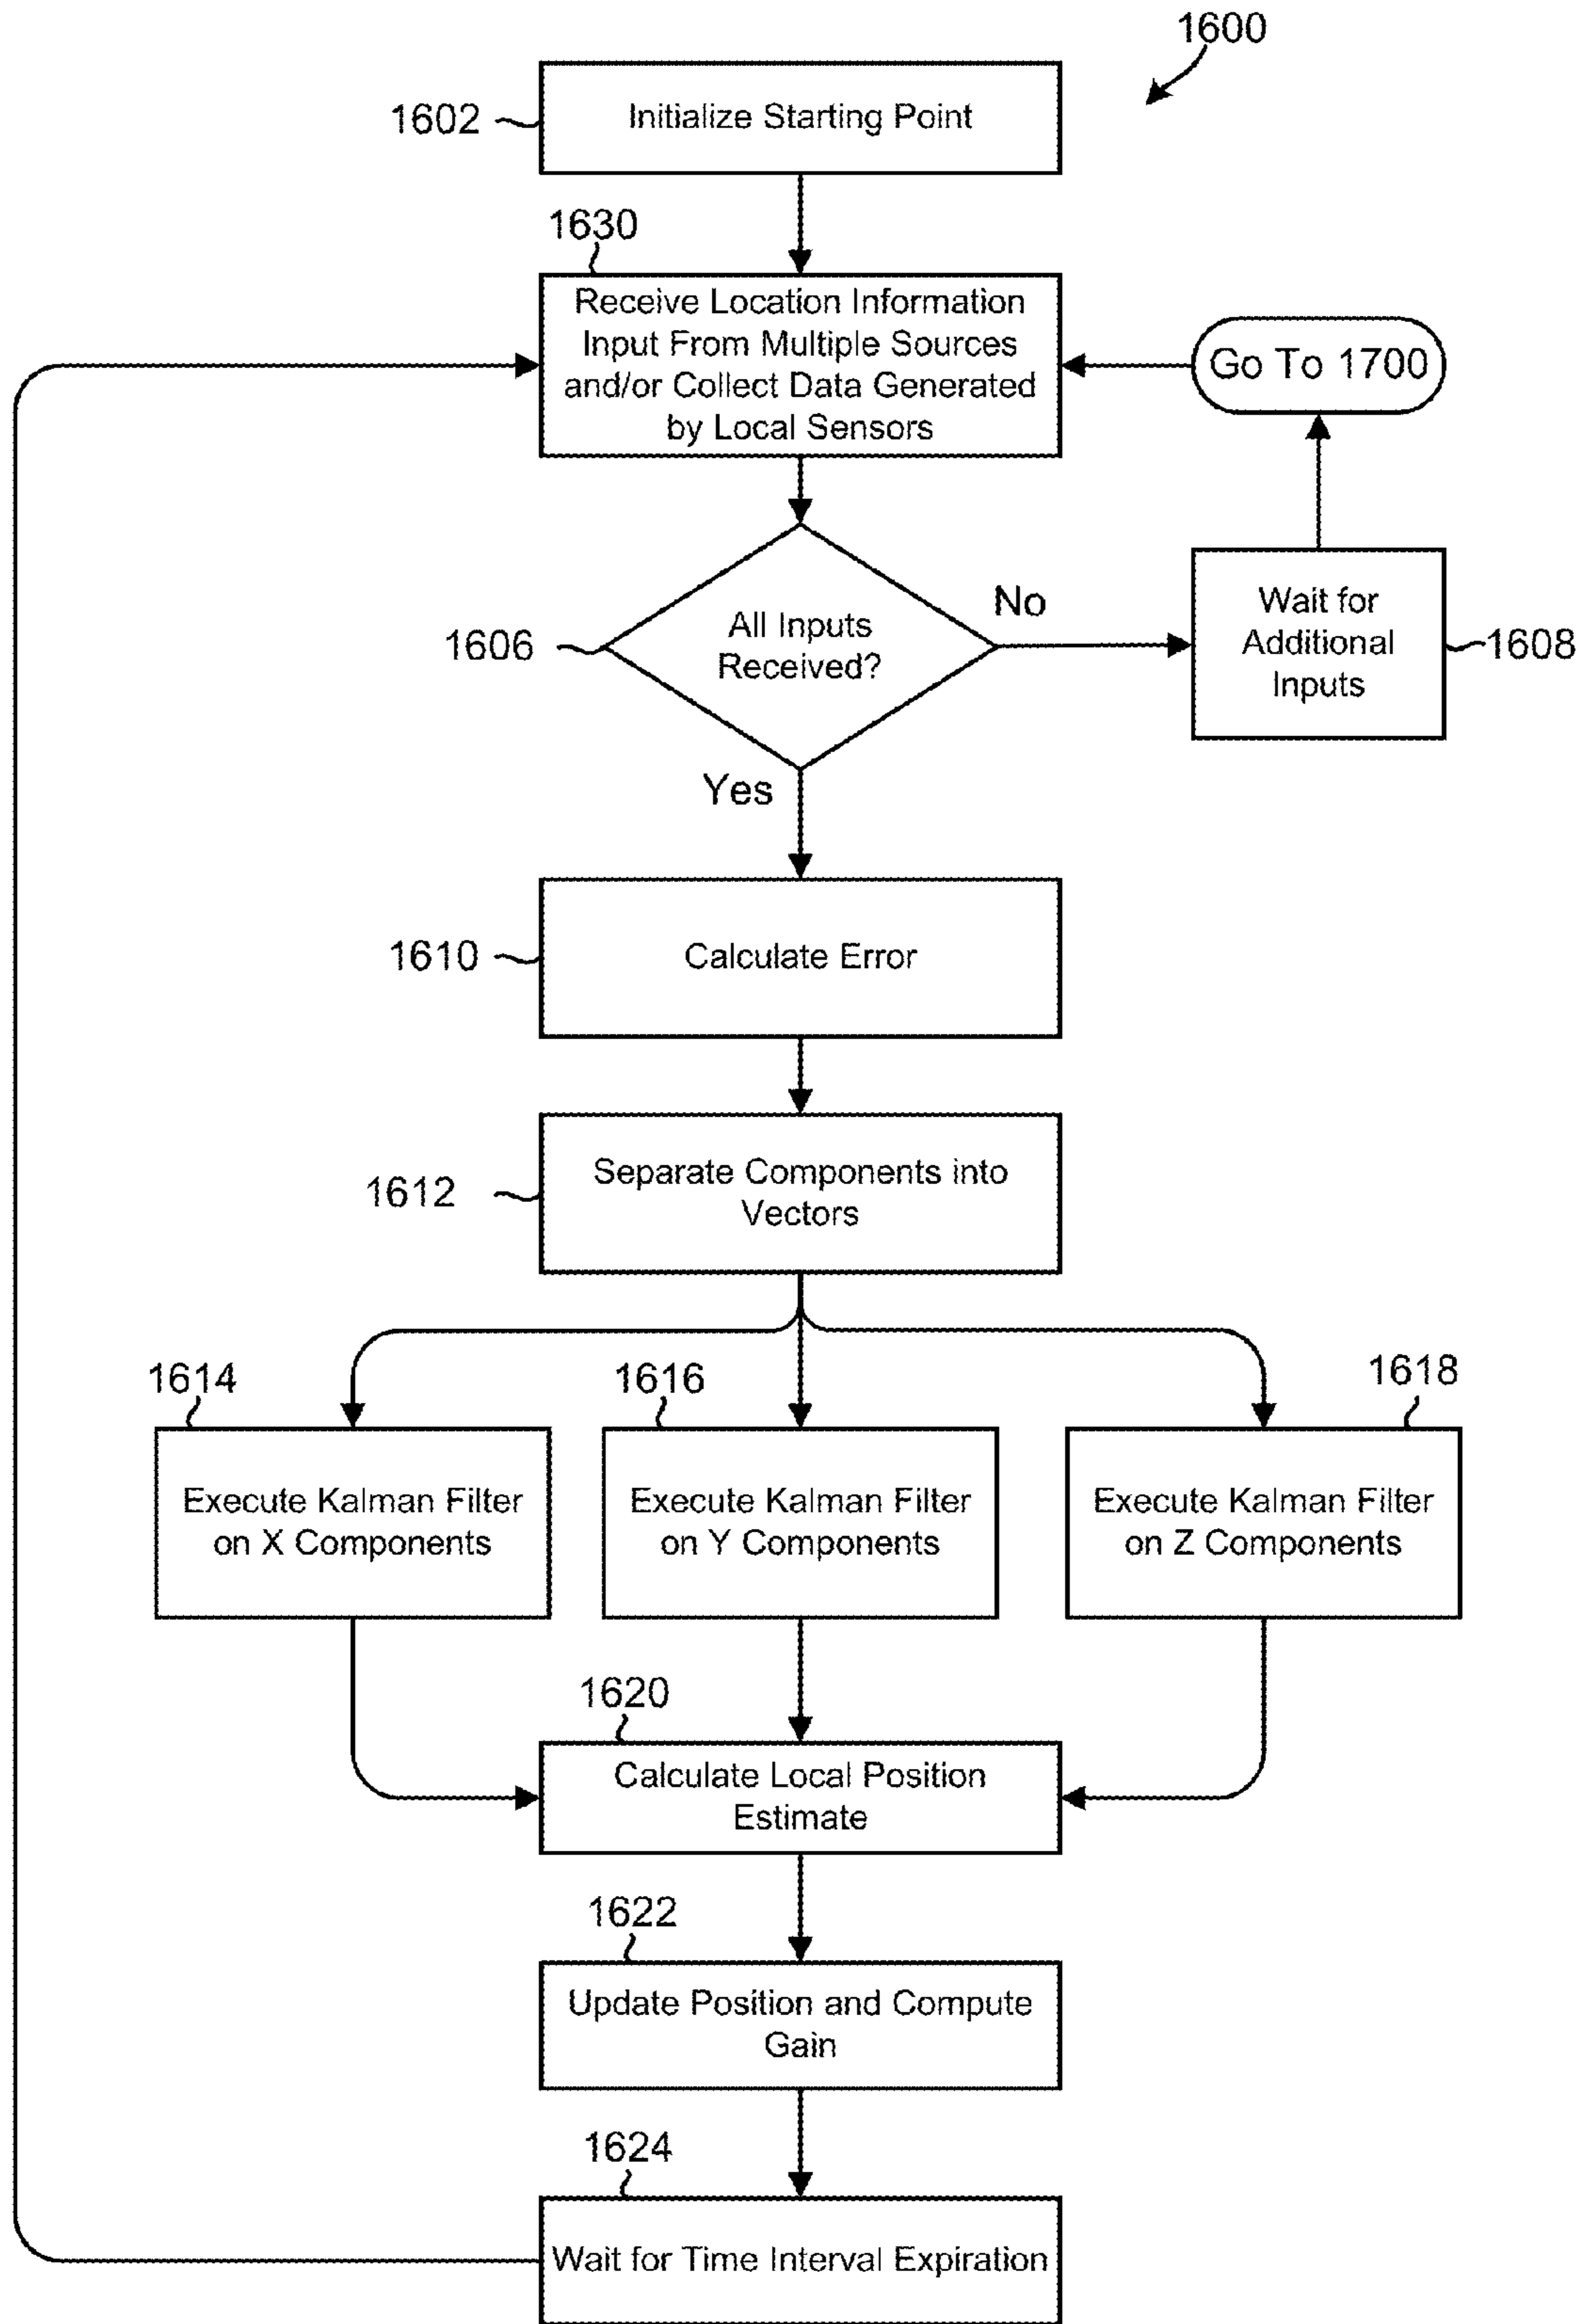 1600
1602
Initialize Starting Point
1630
Receive Location Information
Input From Multiple Sources
and/or Collect Data Generated
by Local Sensors
Go To 1700
1606
All Inputs
Received?
No
Wait for
Additional
Inputs
1608
Yes
1610
Calculate Error
1612
Separate Components into
Vectors
1614
1616
1618
Execute Kalman Filter
on X Components
Execute Kalman Filter
on Y Components
Execute Kalman Filter
on Z Components
1620
Calculate Local Position
Estimate
1622
Update Position and Compute
Gain
1624
Wait for Time Interval Expiration